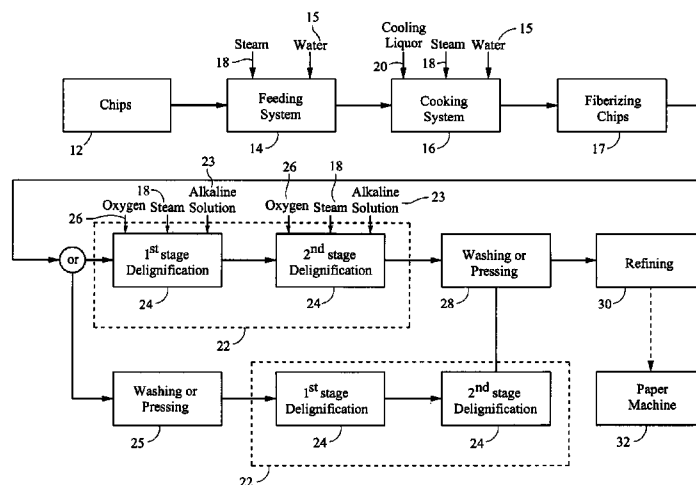 15
15
Cooling
Liquor
Steam
Water
Steam
Water
18
20
18
Chips
Feeding
System
Cooking
System
Fiberizing
Chips
12
14
16
17
23
18
Alkaline
26
18
Alkaline
Oxygen
Steam
Solution
Oxygen
Steam
Solution
23
26
or
1st stage
Delignification
2nd stage
Delignification
Washing or
Pressing
Refining
24
24
28
30
22
Washing or
Pressing
1st stage
Delignification
2nd stage
Delignification
Paper
Machine
25
24
24
32
22